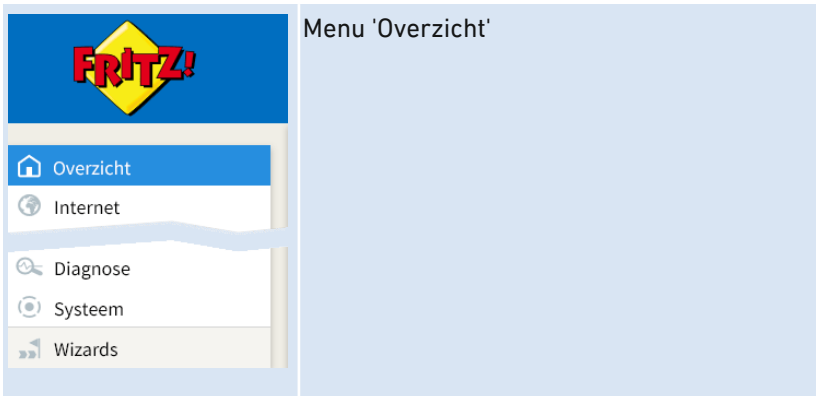 FRITZ!
Menu 'Overzicht'
Overzicht
Internet
Diagnose
Systeem
Wizards